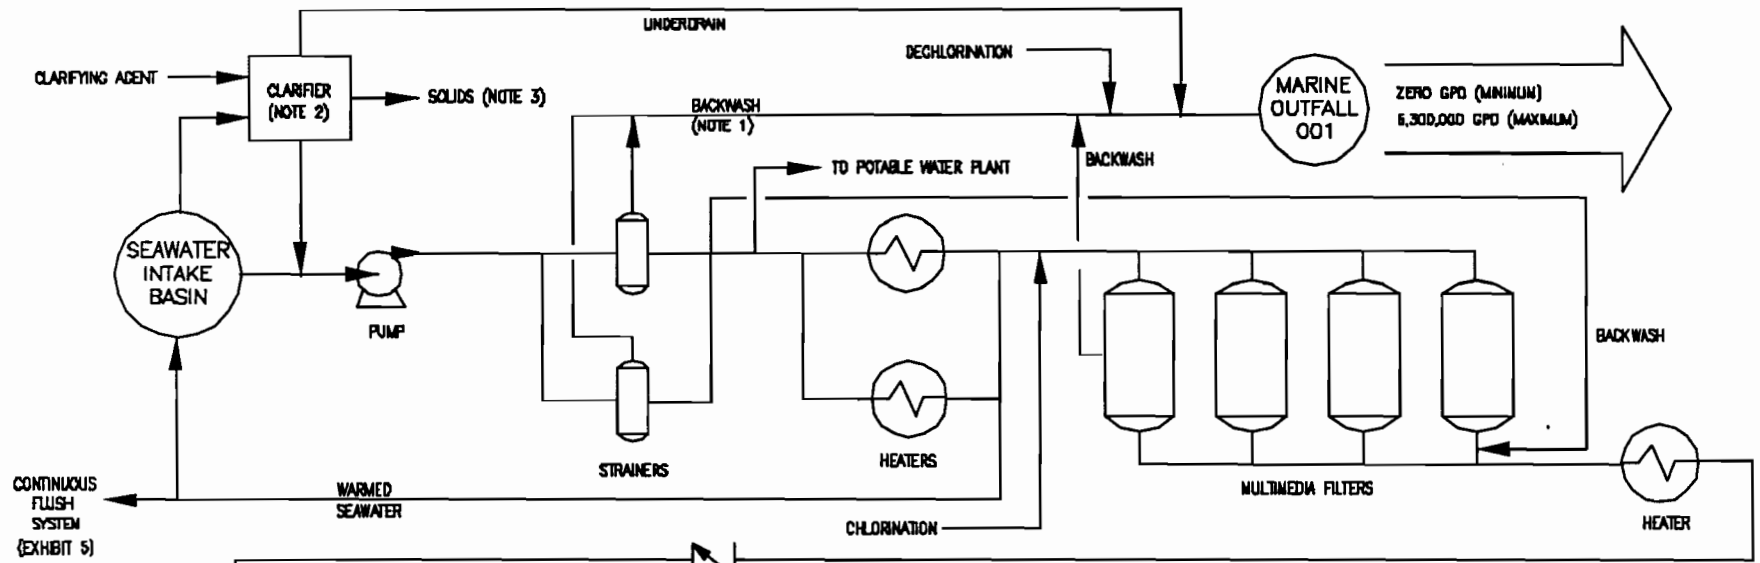 UNDERDRAIN
DECHLORINATION
CLARIFYING AGENT
CLARIFIER
(NOTE 2)
SOLIDS (NOTE 3)
BACKWASH
(NOTE 1)
MARINE
OUTFALL
001
ZERO GPD (MINIMUM)
6,300,000 GPD (MAXIMUM)
TO POTABLE WATER PLANT
BACKWASH
SEAWATER
INTAKE
BASIN
PUMP
BACKWASH
STRAINERS
HEATERS
MULTIMEDIA FILTERS
HEATER
CONTINUOUS
FLUSH
SYSTEM
(EXHIBIT 5)
WARMED
SEAWATER
CHLORINATION